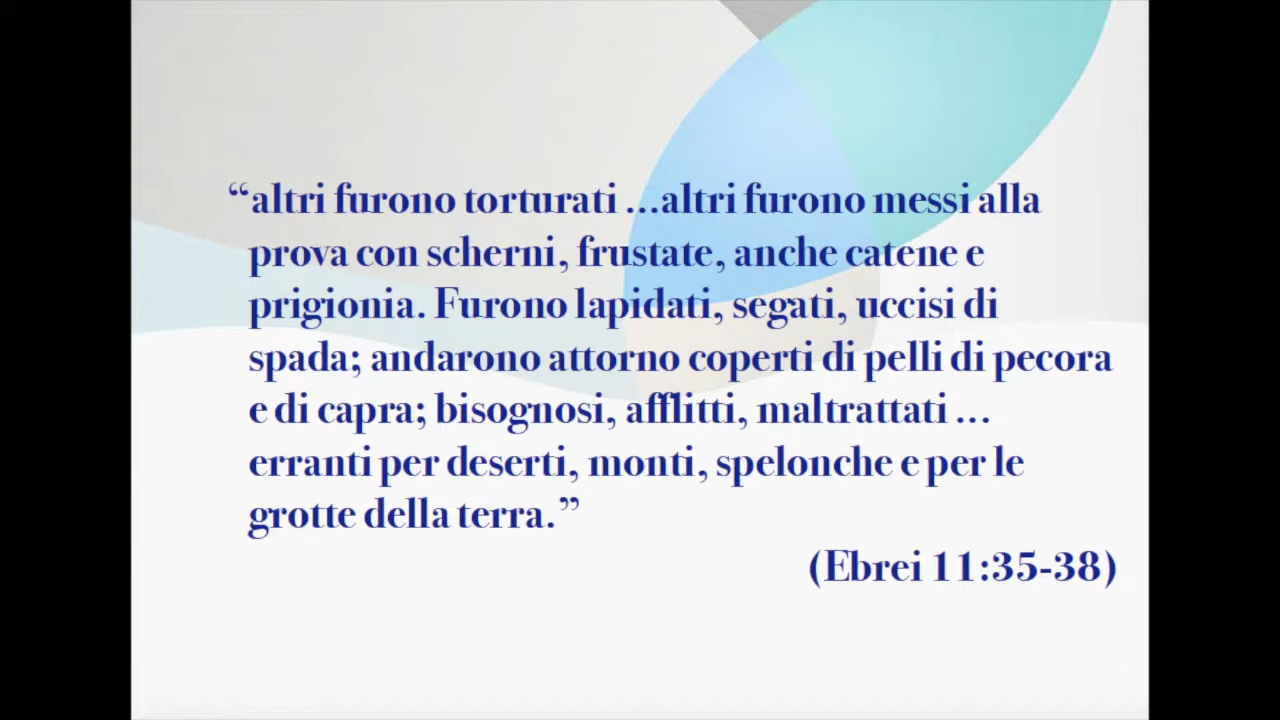 “altri furono torturati ...altri furono messi alla
prova con scherni, frustate, anche catene e
prigionia. Furono lapidati, segati, uccisi di
spada; andarono attorno coperti di pelli di pecora
e di capra; bisognosi, afflitti, maltrattati ...
erranti per deserti, monti, spelonche e per le
grotte della terra.”
(Ebrei 11:35-38)